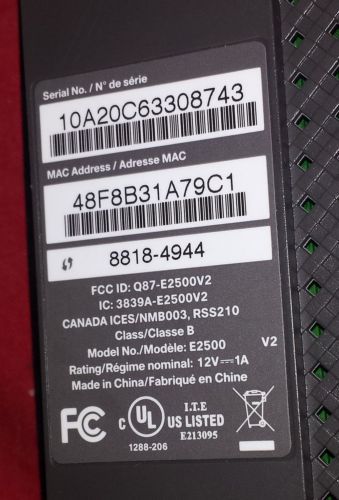 Serial No. / N° de série
10A20C63308743
MAC Address / Adresse MAC
48F8B31A79C1
8818-4944
FCC ID: Q87-E2500V2
IC: 3839A-E2500V2
CANADA ICES/NMB003, RSS210
Class/Classe B
Model No./Modèle: E2500 V2
Rating/Régime nominal: 12V⎓1A
Made in China/Fabriqué en Chine
FC c UL US LISTED I.T.E E213095
1288-206